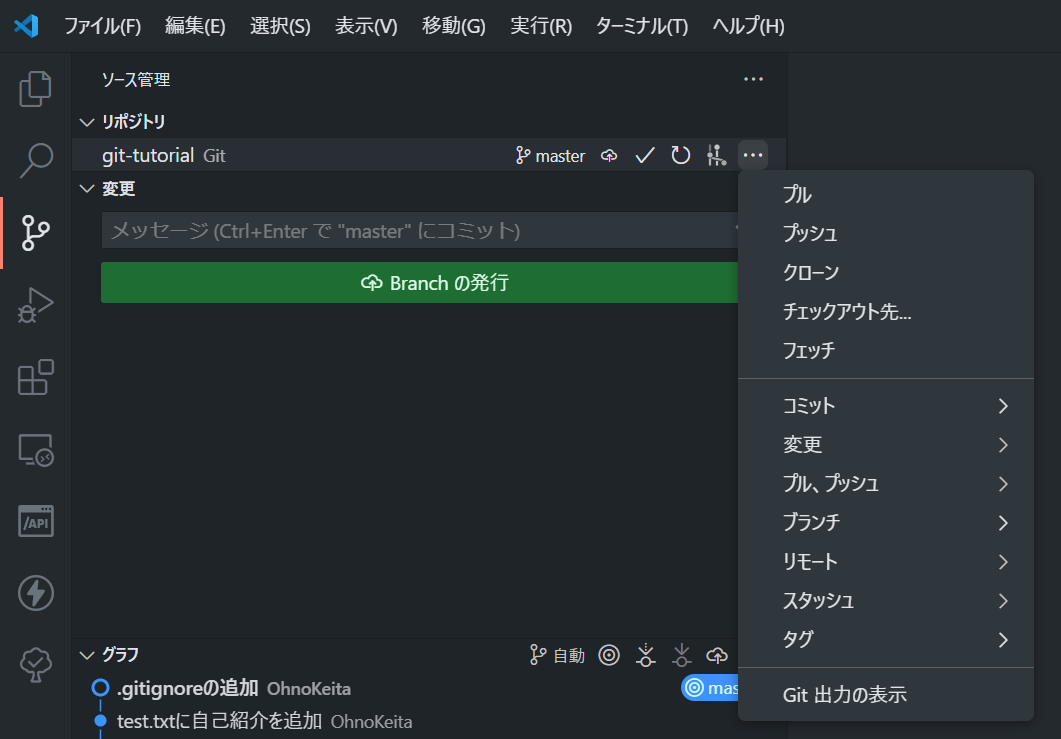 ファイル(F) 編集(E) 選択(S) 表示(V) 移動(G) 実行(R) ターミナル(T) ヘルプ(H)
ソース管理
リポジトリ
git-tutorial Git master
変更
メッセージ (Ctrl+Enter で "master" にコミット)
Branch の発行
プル
プッシュ
クローン
チェックアウト先...
フェッチ
コミット
変更
プル、プッシュ
ブランチ
リモート
スタッシュ
タグ
Git 出力の表示
/API
グラフ 自動
.gitignoreの追加 OhnoKeita mas
test.txtに自己紹介を追加 OhnoKeita